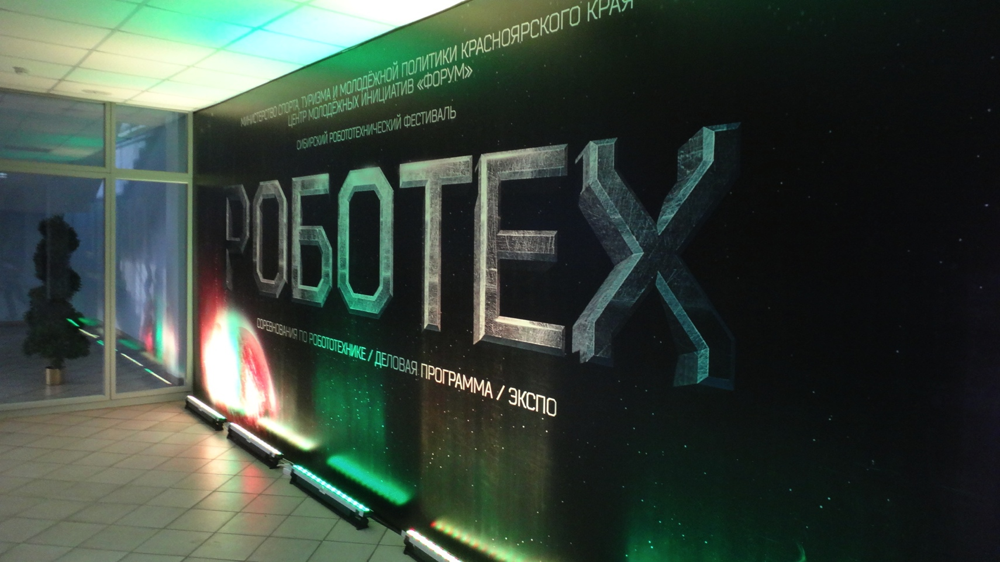 МИНИСТЕРСТВО СПОРТА, ТУРИЗМА И МОЛОДЁЖНОЙ ПОЛИТИКИ КРАСНОЯРСКОГО КРАЯ
ЦЕНТР МОЛОДЁЖНЫХ ИНИЦИАТИВ «ФОРУМ»
СИБИРСКИЙ РОБОТОТЕХНИЧЕСКИЙ ФЕСТИВАЛЬ
РОБОТЕХ
СОРЕВНОВАНИЯ ПО РОБОТОТЕХНИКЕ / ДЕЛОВАЯ ПРОГРАММА / ЭКСПО